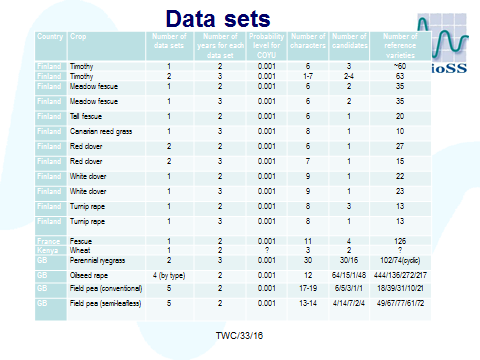 Data sets
Country Crop Number of data sets Number of years for each data set Probability level for COYU Number of characters Number of candidates Number of reference varieties
Finland Timothy 1 2 0.001 6 3 ~60
Finland Timothy 2 3 0.001 1-7 2-4 63
Finland Meadow fescue 1 2 0.001 6 2 35
Finland Meadow fescue 1 3 0.001 6 2 35
Finland Tall fescue 1 2 0.001 6 1 20
Finland Canarian reed grass 1 3 0.001 8 1 10
Finland Red clover 2 2 0.001 6 1 27
Finland Red clover 2 3 0.001 7 1 15
Finland White clover 1 2 0.001 9 1 22
Finland White clover 1 3 0.001 9 1 23
Finland Turnip rape 1 2 0.001 8 3 13
Finland Turnip rape 1 3 0.001 8 1 13
France Fescue 1 2 0.001 11 4 126
Kenya Wheat 1 2 ? 3 2 ?
GB Perennial ryegrass 2 3 0.001 30 30/16 102/74(cyclic)
GB Oilseed rape 4 (by type) 2 0.001 12 64/15/1/48 444/136/272/217
GB Field pea (conventional) 5 2 0.001 17-19 6/5/3/1/1 18/39/31/10/21
GB Field pea (semi-leafless) 5 2 0.001 13-14 4/14/7/2/4 49/67/77/61/72
ioSS
TWC/33/16